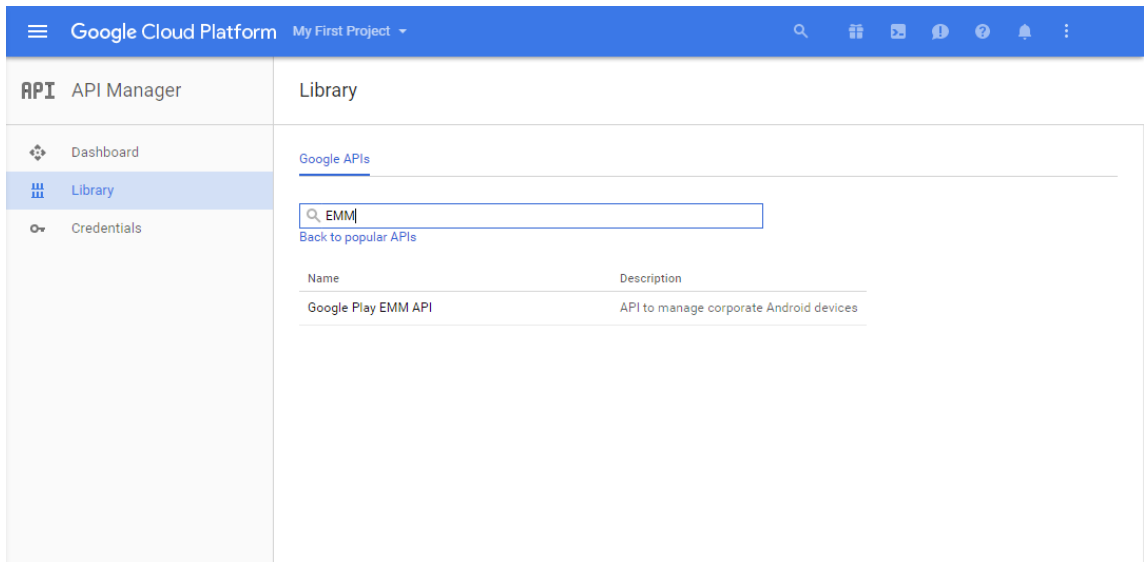 Google Cloud Platform My First Project
API API Manager
Library
Dashboard
Library
Credentials
Google APIs
EMM
Back to popular APIs
Name Description
Google Play EMM API API to manage corporate Android devices